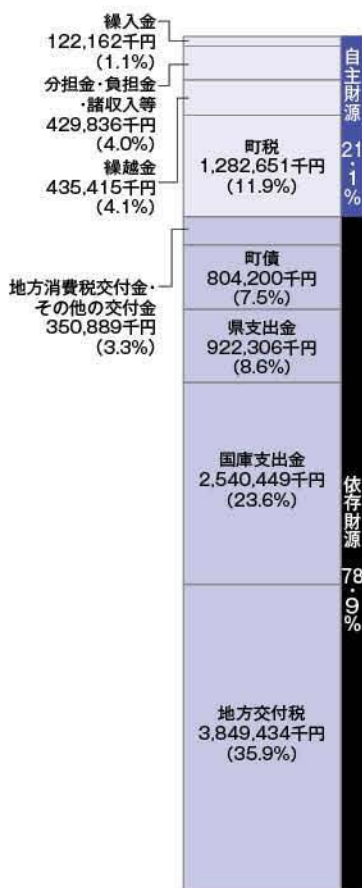 繰入金
122,162千円
(1.1%)
分担金・負担金
・諸収入等
429,836千円
(4.0%)
繰越金
435,415千円
(4.1%)
町税
1,282,651千円
(11.9%)
自主財源 21・1%
地方消費税交付金・
その他の交付金
350,889千円
(3.3%)
町債
804,200千円
(7.5%)
県支出金
922,306千円
(8.6%)
国庫支出金
2,540,449千円
(23.6%)
地方交付税
3,849,434千円
(35.9%)
依存財源 78・9%